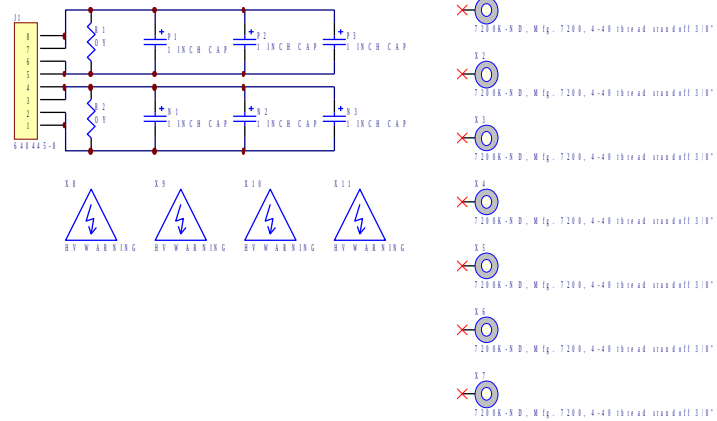 J1
8
7
6
5
4
3
2
1
640445-8
R1
OY
P1
1 INCH CAP
P2
1 INCH CAP
P3
1 INCH CAP
R2
OY
N1
1 INCH CAP
N2
1 INCH CAP
N3
1 INCH CAP
X8
HV WARNING
X9
HV WARNING
X10
HV WARNING
X11
HV WARNING
7200K-ND, Mfg. 7200, 4-40 thread standoff 3/8"
X2
7200K-ND, Mfg. 7200, 4-40 thread standoff 3/8"
X3
7200K-ND, Mfg. 7200, 4-40 thread standoff 3/8"
X4
7200K-ND, Mfg. 7200, 4-40 thread standoff 3/8"
X5
7200K-ND, Mfg. 7200, 4-40 thread standoff 3/8"
X6
7200K-ND, Mfg. 7200, 4-40 thread standoff 3/8"
X7
7200K-ND, Mfg. 7200, 4-40 thread standoff 3/8"